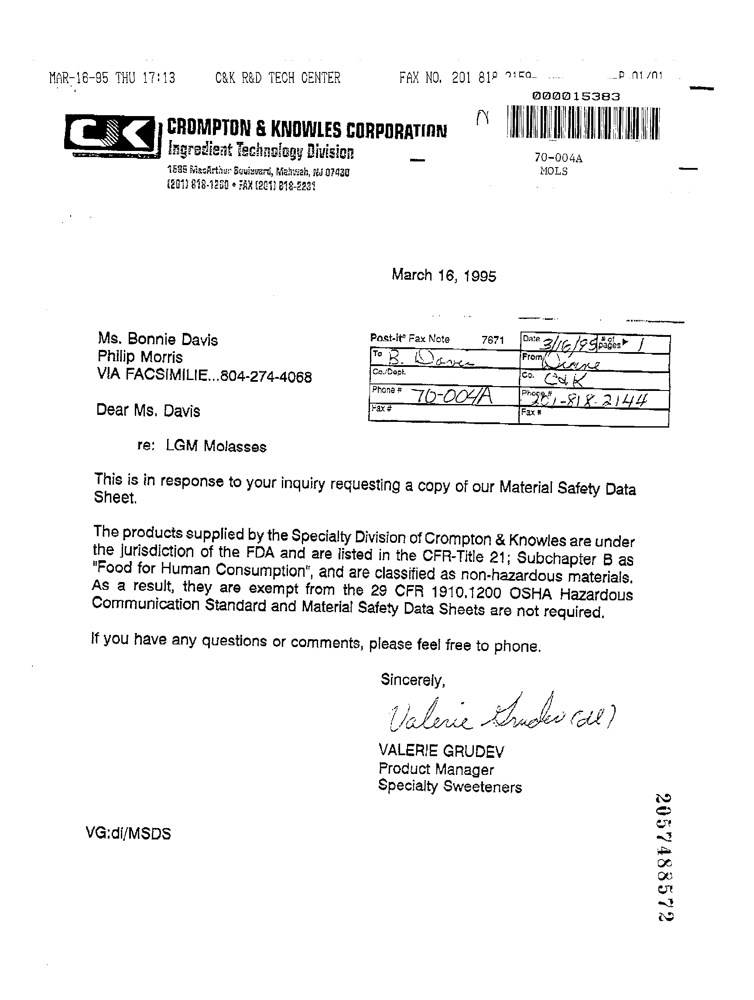 MAR-16-95 THU 17:13 C&K R&D TECH CENTER FAX NO. 201 818 P 01/01
000015383
N
70-004A
MOLS
CK
CROMPTON & KNOWLES CORPORATION
Ingredient Technology Division
1595 MacArthur Boulevard, Mahwah, NJ 07430
(201) 818-1200 • FAX (201) 818-2231
March 16, 1995
Ms. Bonnie Davis
Philip Morris
VIA FACSIMILIE...804-274-4068
Post-it® Fax Note 7671 Date 3/16/95 # of pages ▶ 1
To B. Davis From Dianne
Co./Dept. Co. C&K
Phone # 70-004A Phone # 201-818-2144
Fax # Fax #
Dear Ms. Davis
re: LGM Molasses
This is in response to your inquiry requesting a copy of our Material Safety Data
Sheet.
The products supplied by the Specialty Division of Crompton & Knowles are under
the jurisdiction of the FDA and are listed in the CFR-Title 21; Subchapter B as
"Food for Human Consumption", and are classified as non-hazardous materials.
As a result, they are exempt from the 29 CFR 1910.1200 OSHA Hazardous
Communication Standard and Material Safety Data Sheets are not required.
If you have any questions or comments, please feel free to phone.
Sincerely,
Valerie Grudev (dl)
VALERIE GRUDEV
Product Manager
Specialty Sweeteners
VG:di/MSDS
2057488572